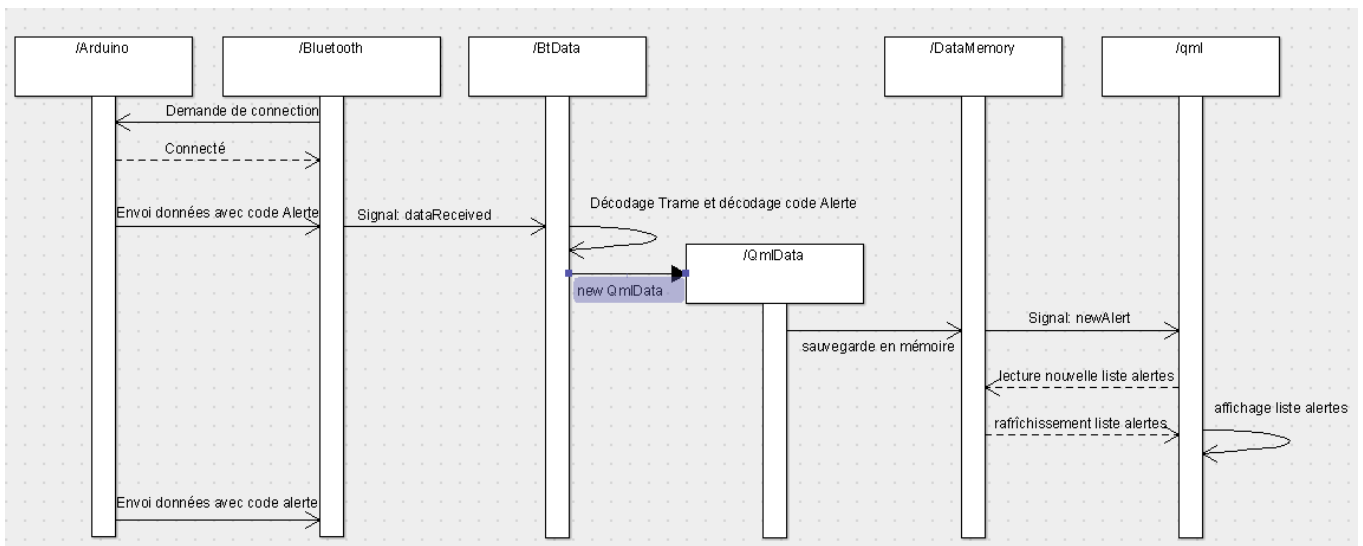 /Arduino
/Bluetooth
/BtData
/DataMemory
/qml
Demande de connection
Connecté
Envoi données avec code Alerte
Signal: dataReceived
Décodage Trame et décodage code Alerte
/QmlData
new QmlData
Signal: newAlert
sauvegarde en mémoire
lecture nouvelle liste alertes
affichage liste alertes
rafrîchissement liste alertes
Envoi données avec code alerte